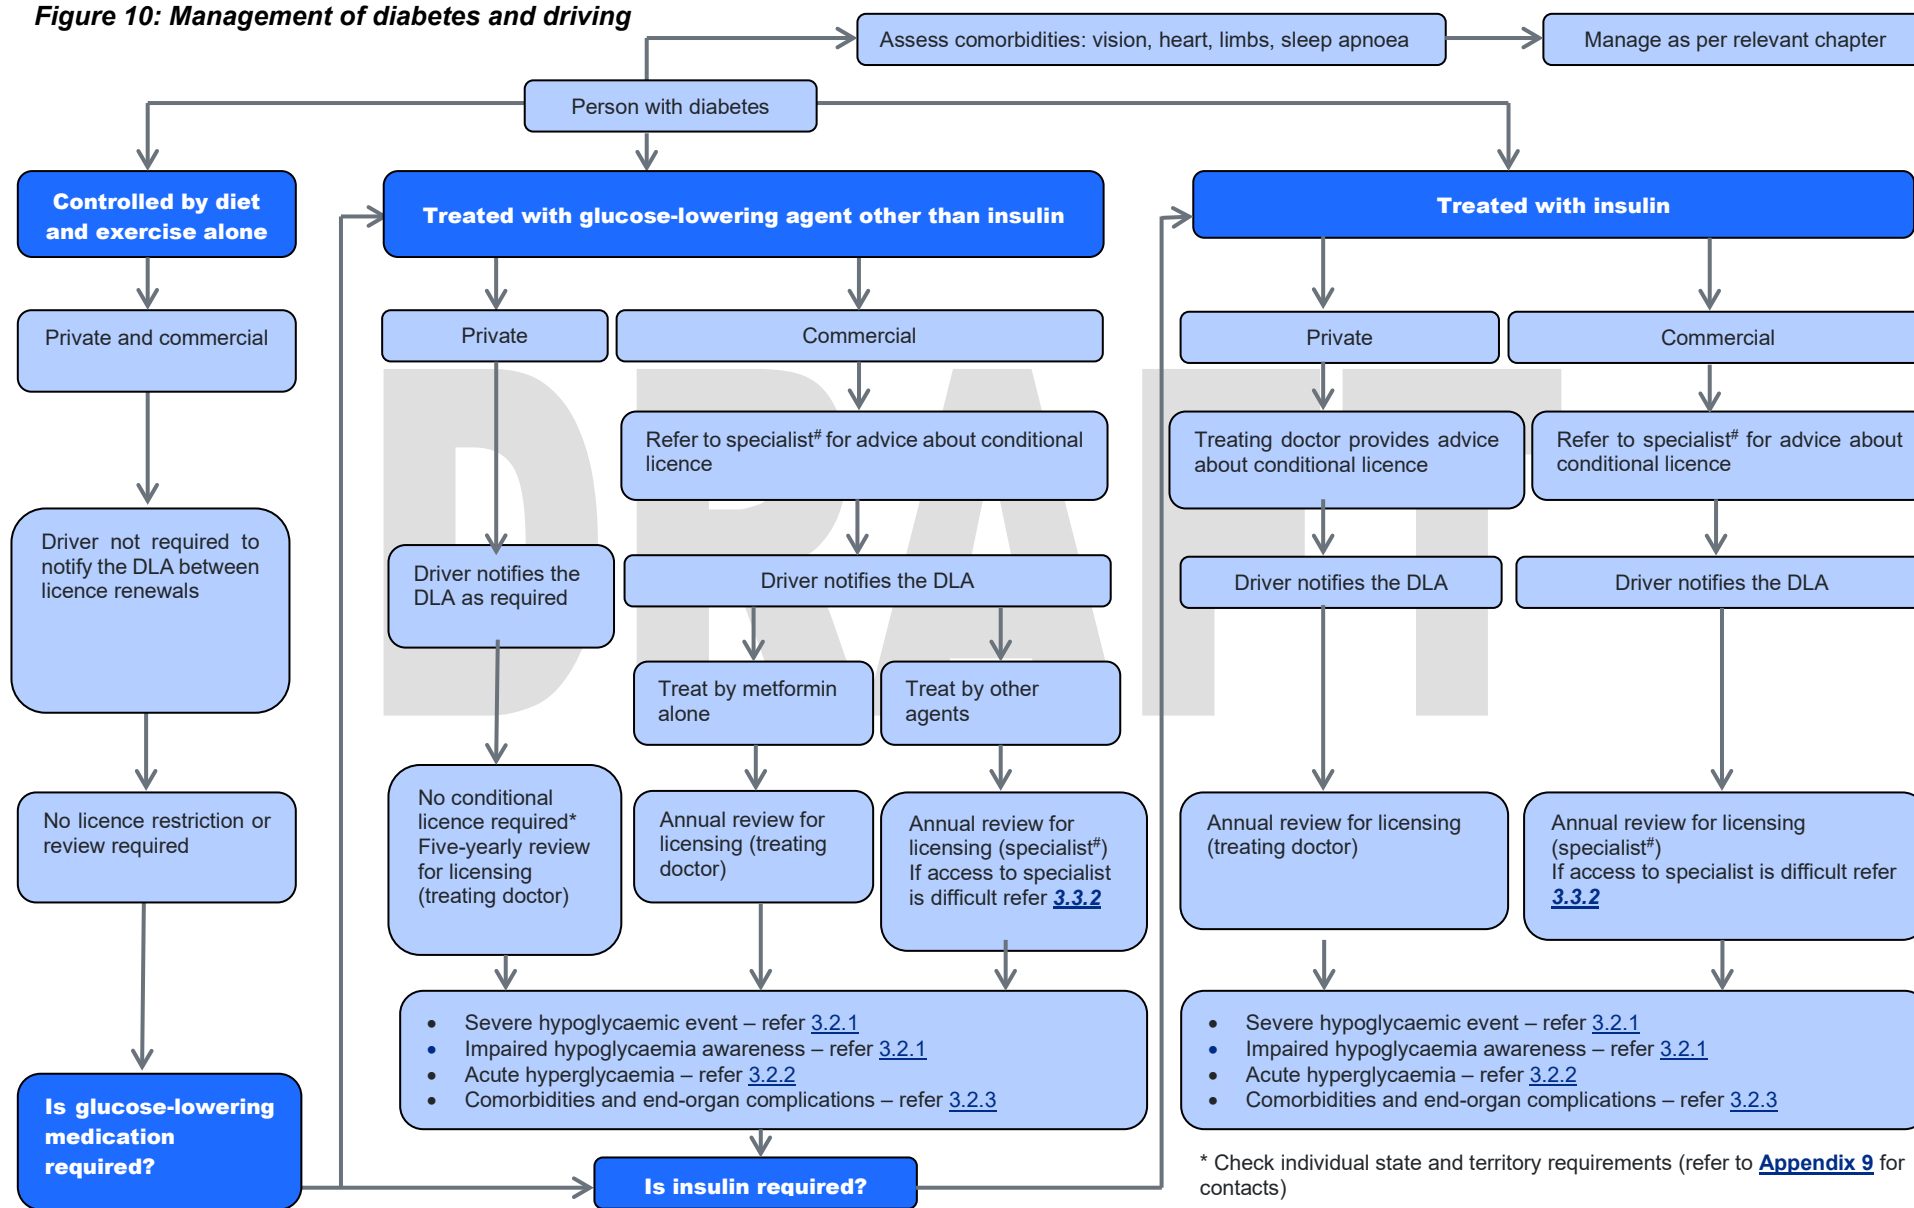 Figure 10: Management of diabetes and driving
Assess comorbidities: vision, heart, limbs, sleep apnoea
Manage as per relevant chapter
Person with diabetes
Controlled by diet
and exercise alone
Treated with glucose-lowering agent other than insulin
Treated with insulin
Private and commercial
Private
Commercial
Private
Commercial
Refer to specialist# for advice about conditional
licence
Treating doctor provides advice
about conditional licence
Refer to specialist# for advice about
conditional licence
DRAFT
Driver not required to
notify the DLA between
licence renewals
Driver notifies the
DLA as required
Driver notifies the DLA
Driver notifies the DLA
Driver notifies the DLA
Treat by metformin
alone
Treat by other
agents
No licence restriction or
review required
No conditional
licence required*
Five-yearly review
for licensing
(treating doctor)
Annual review for
licensing (treating
doctor)
Annual review for
licensing (specialist#)
If access to specialist
is difficult refer 3.3.2
Annual review for licensing
(treating doctor)
Annual review for licensing
(specialist#)
If access to specialist is difficult refer
3.3.2
• Severe hypoglycaemic event – refer 3.2.1
• Impaired hypoglycaemia awareness – refer 3.2.1
• Acute hyperglycaemia – refer 3.2.2
• Comorbidities and end-organ complications – refer 3.2.3
• Severe hypoglycaemic event – refer 3.2.1
• Impaired hypoglycaemia awareness – refer 3.2.1
• Acute hyperglycaemia – refer 3.2.2
• Comorbidities and end-organ complications – refer 3.2.3
Is glucose-lowering
medication
required?
Is insulin required?
* Check individual state and territory requirements (refer to Appendix 9 for
contacts)